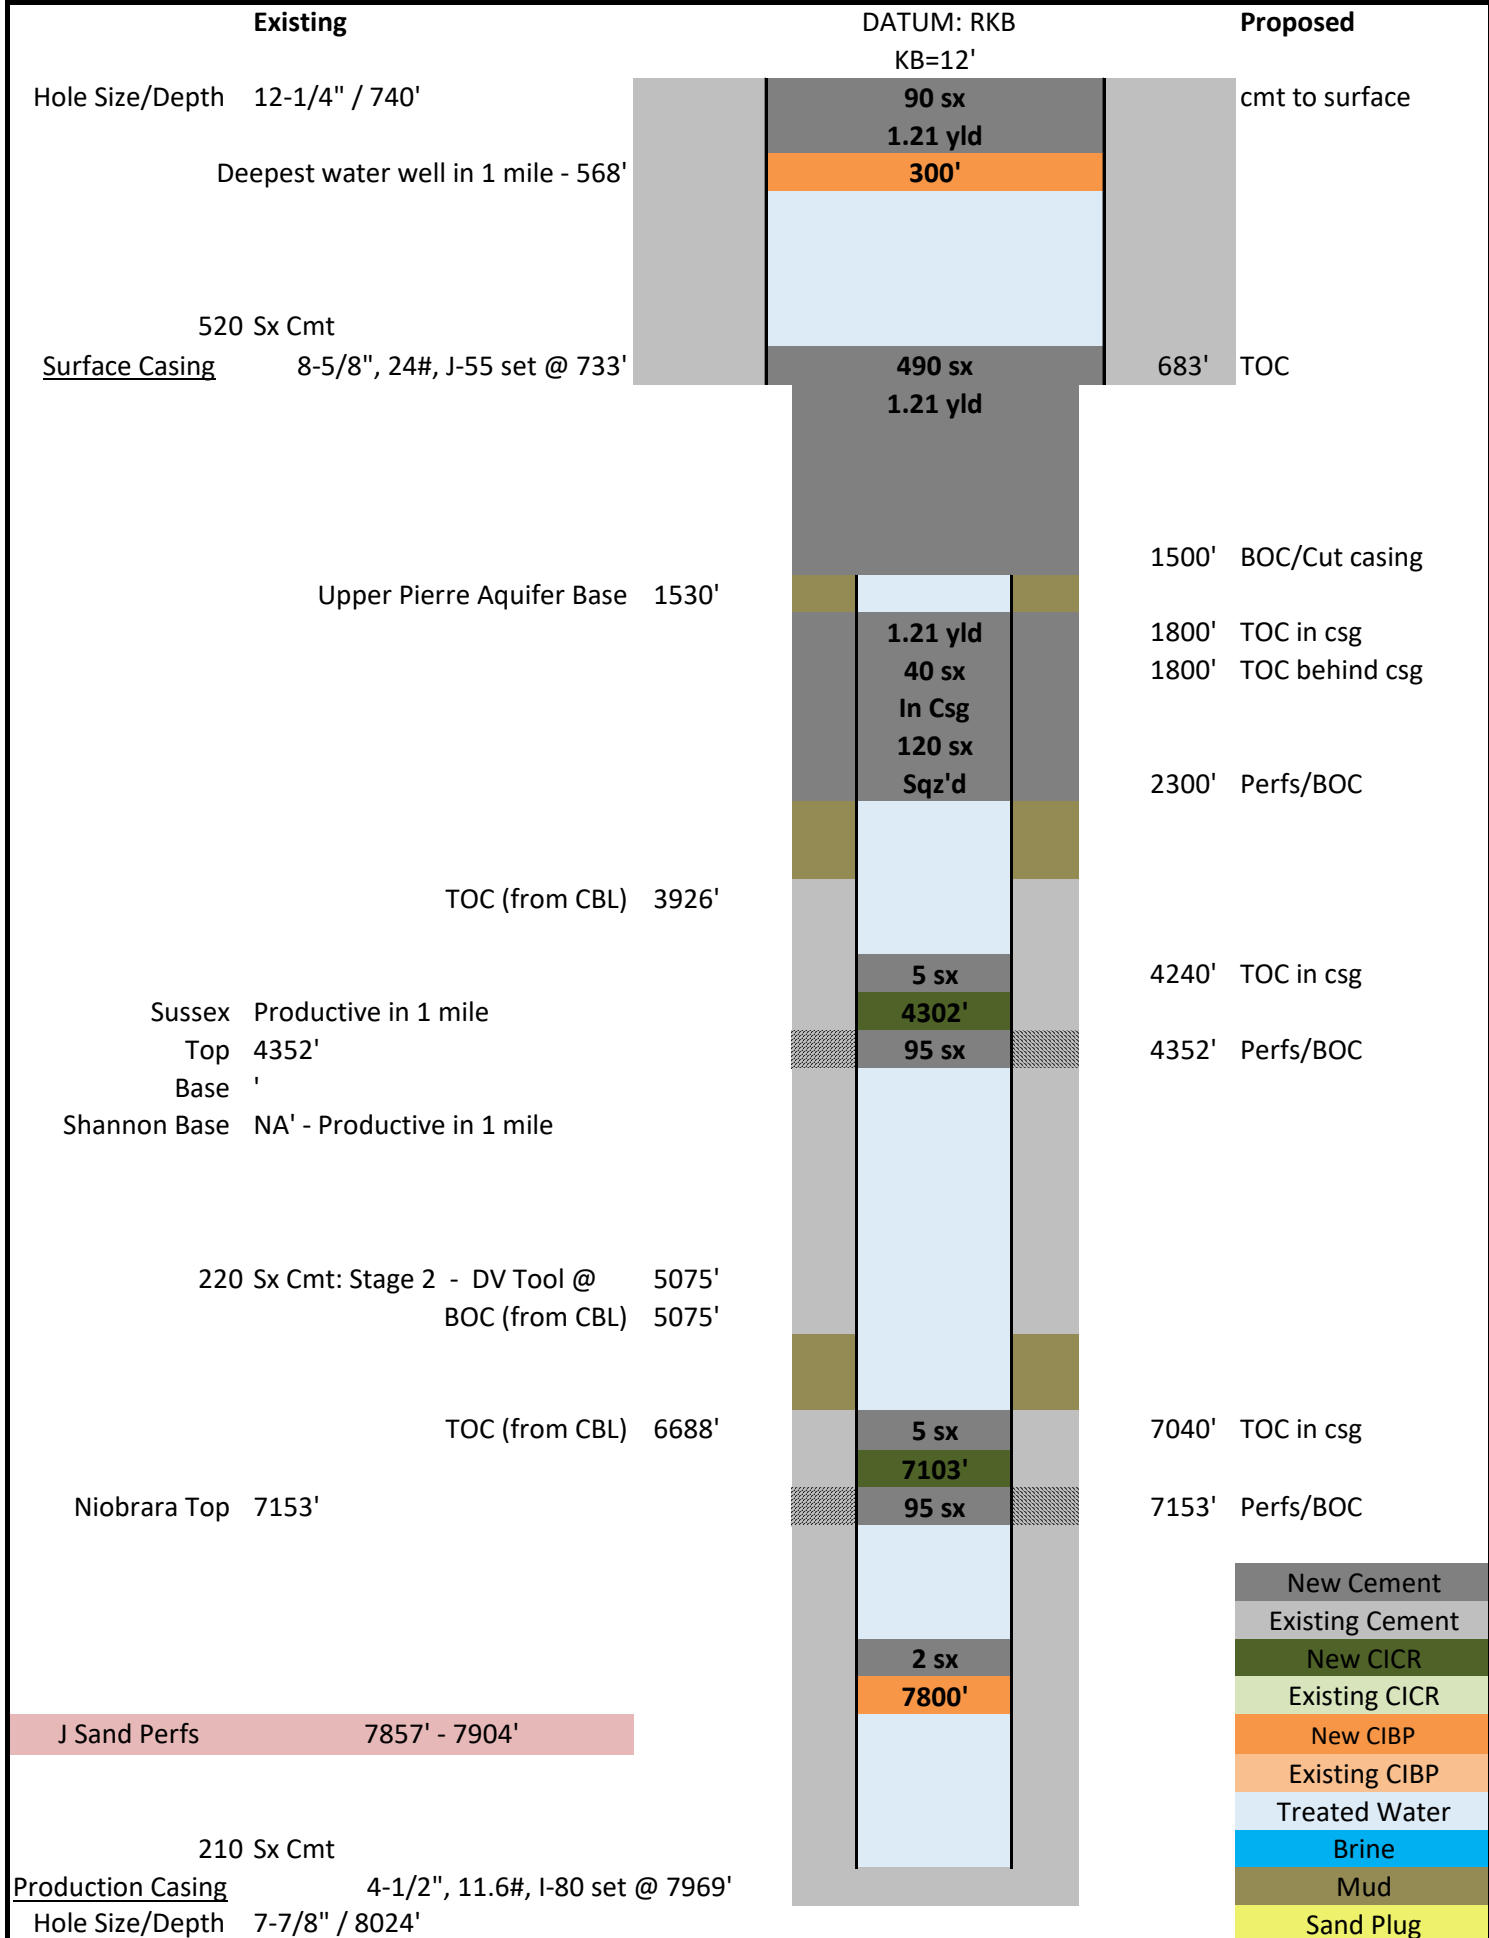 Existing DATUM: RKB Proposed
KB=12'
Hole Size/Depth 12-1/4" / 740' 90 sx cmt to surface
1.21 yld
Deepest water well in 1 mile - 568' 300'
520 Sx Cmt
Surface Casing 8-5/8", 24#, J-55 set @ 733' 490 sx 683' TOC
1.21 yld
1500' BOC/Cut casing
Upper Pierre Aquifer Base 1530'
1.21 yld 1800' TOC in csg
40 sx 1800' TOC behind csg
In Csg
120 sx
Sqz'd 2300' Perfs/BOC
TOC (from CBL) 3926'
5 sx 4240' TOC in csg
Sussex Productive in 1 mile 4302'
Top 4352' 95 sx 4352' Perfs/BOC
Base '
Shannon Base NA' - Productive in 1 mile
220 Sx Cmt: Stage 2 - DV Tool @ 5075'
BOC (from CBL) 5075'
TOC (from CBL) 6688' 5 sx 7040' TOC in csg
7103'
Niobrara Top 7153' 95 sx 7153' Perfs/BOC
New Cement
Existing Cement
2 sx New CICR
7800' Existing CICR
J Sand Perfs 7857' - 7904' New CIBP
Existing CIBP
Treated Water
210 Sx Cmt Brine
Production Casing 4-1/2", 11.6#, I-80 set @ 7969' Mud
Hole Size/Depth 7-7/8" / 8024' Sand Plug